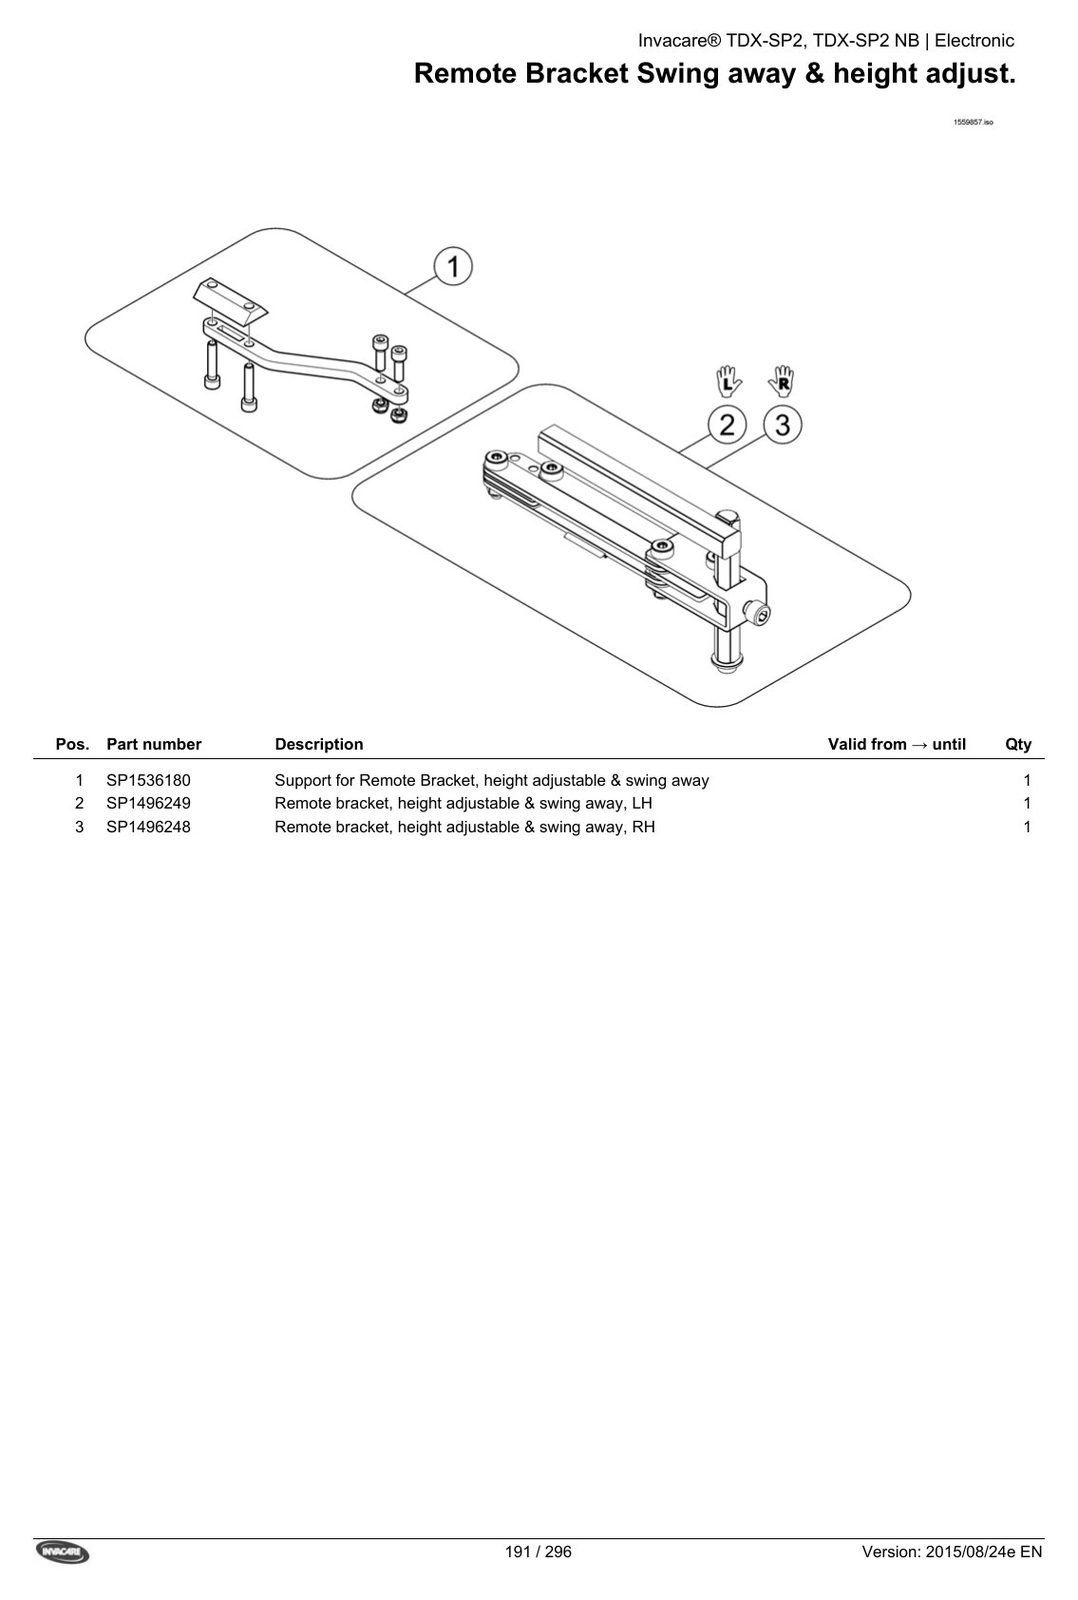 Invacare® TDX-SP2, TDX-SP2 NB | Electronic
Remote Bracket Swing away & height adjust.
1559857.iso
1
L R
2 3
Pos. Part number Description Valid from → until Qty
1 SP1536180 Support for Remote Bracket, height adjustable & swing away 1
2 SP1496249 Remote bracket, height adjustable & swing away, LH 1
3 SP1496248 Remote bracket, height adjustable & swing away, RH 1
INVACARE 191 / 296 Version: 2015/08/24e EN